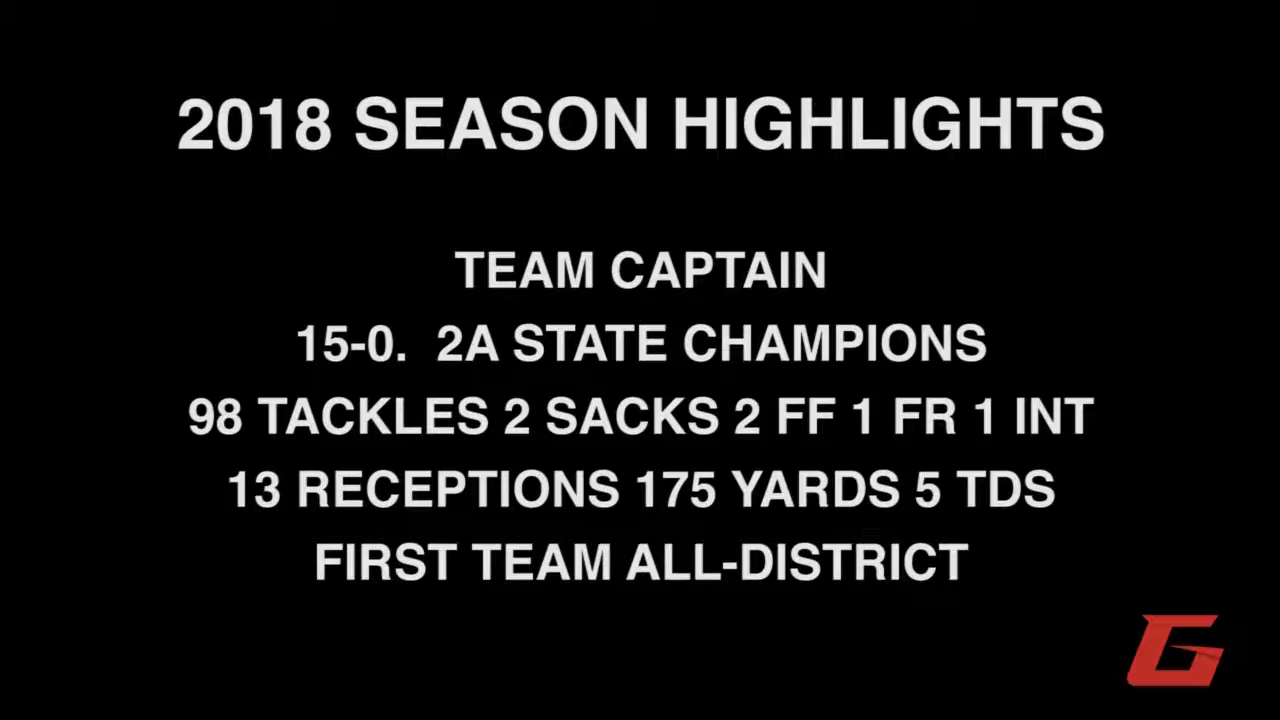 2018 SEASON HIGHLIGHTS
TEAM CAPTAIN
15-0.  2A STATE CHAMPIONS
98 TACKLES 2 SACKS 2 FF 1 FR 1 INT
13 RECEPTIONS 175 YARDS 5 TDS
FIRST TEAM ALL-DISTRICT
G